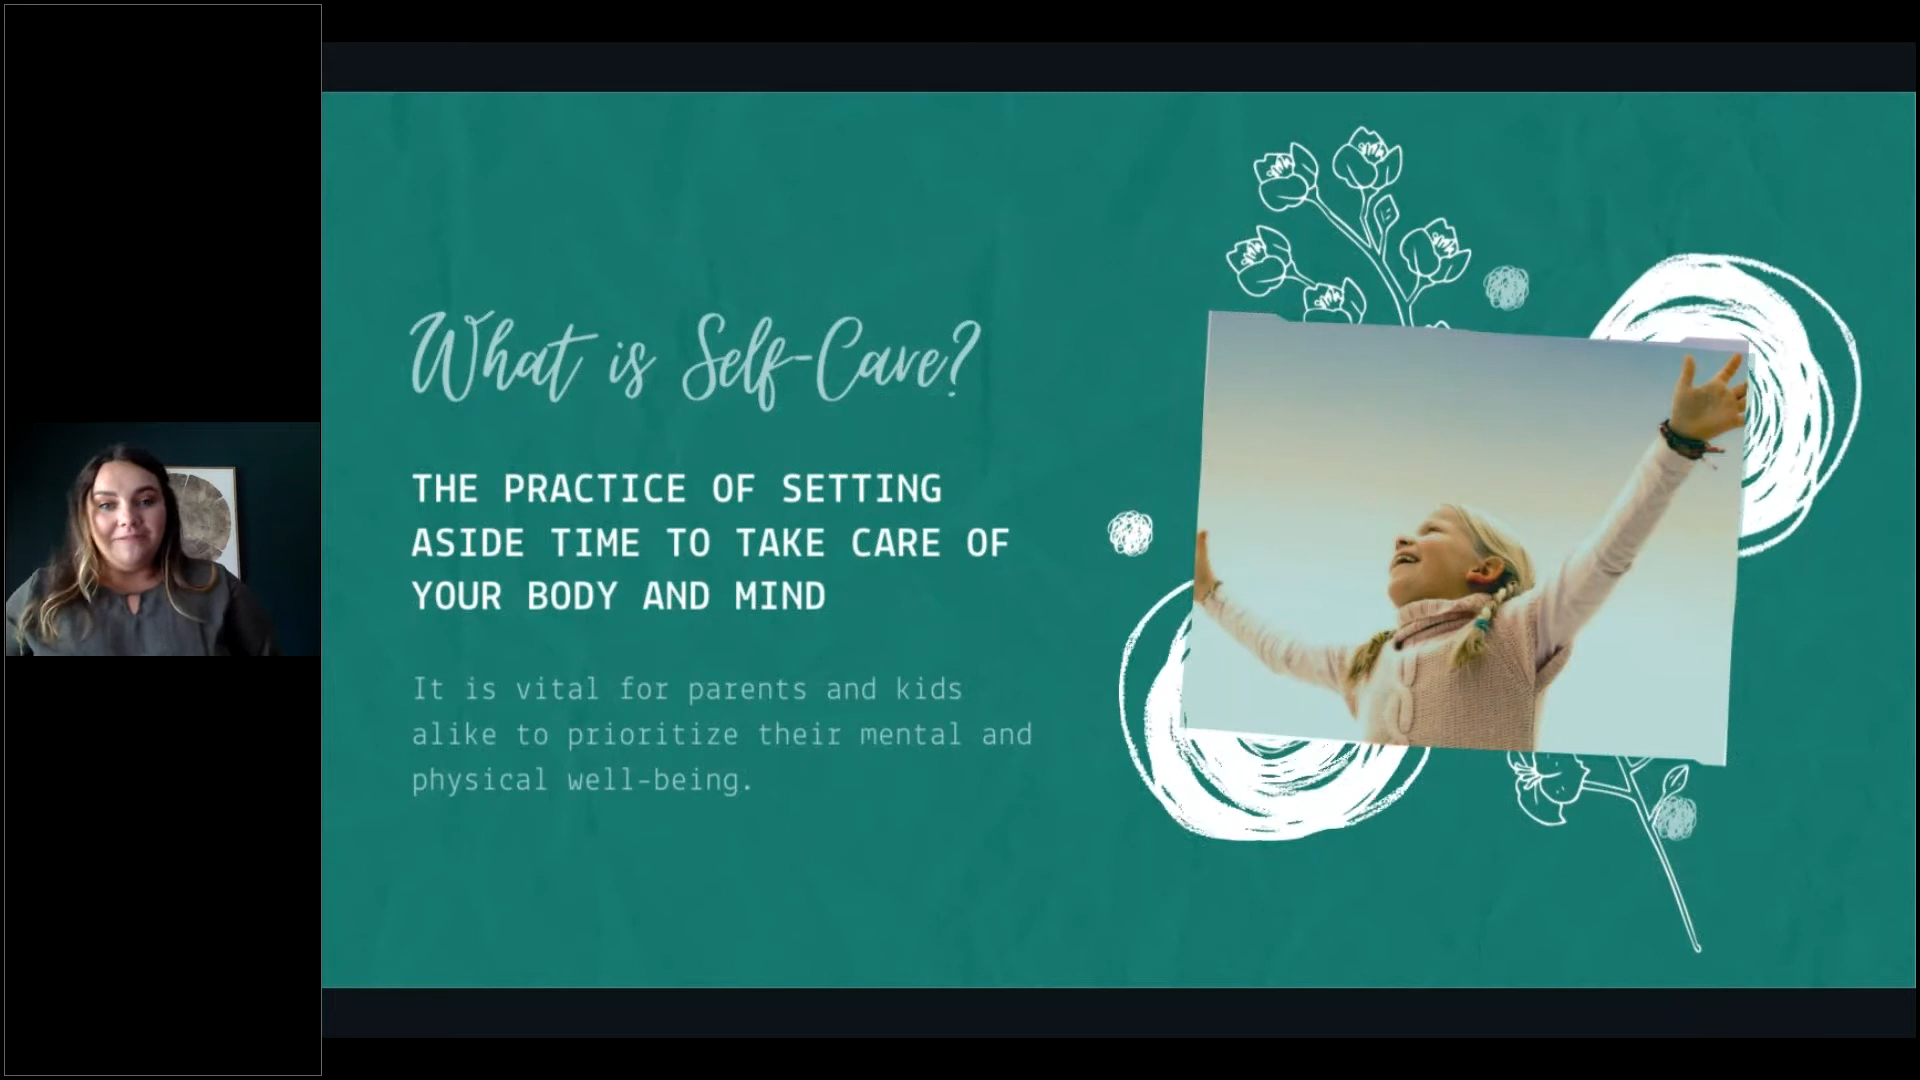 What is Self-Care?
THE PRACTICE OF SETTING
ASIDE TIME TO TAKE CARE OF
YOUR BODY AND MIND
It is vital for parents and kids
alike to prioritize their mental and
physical well-being.